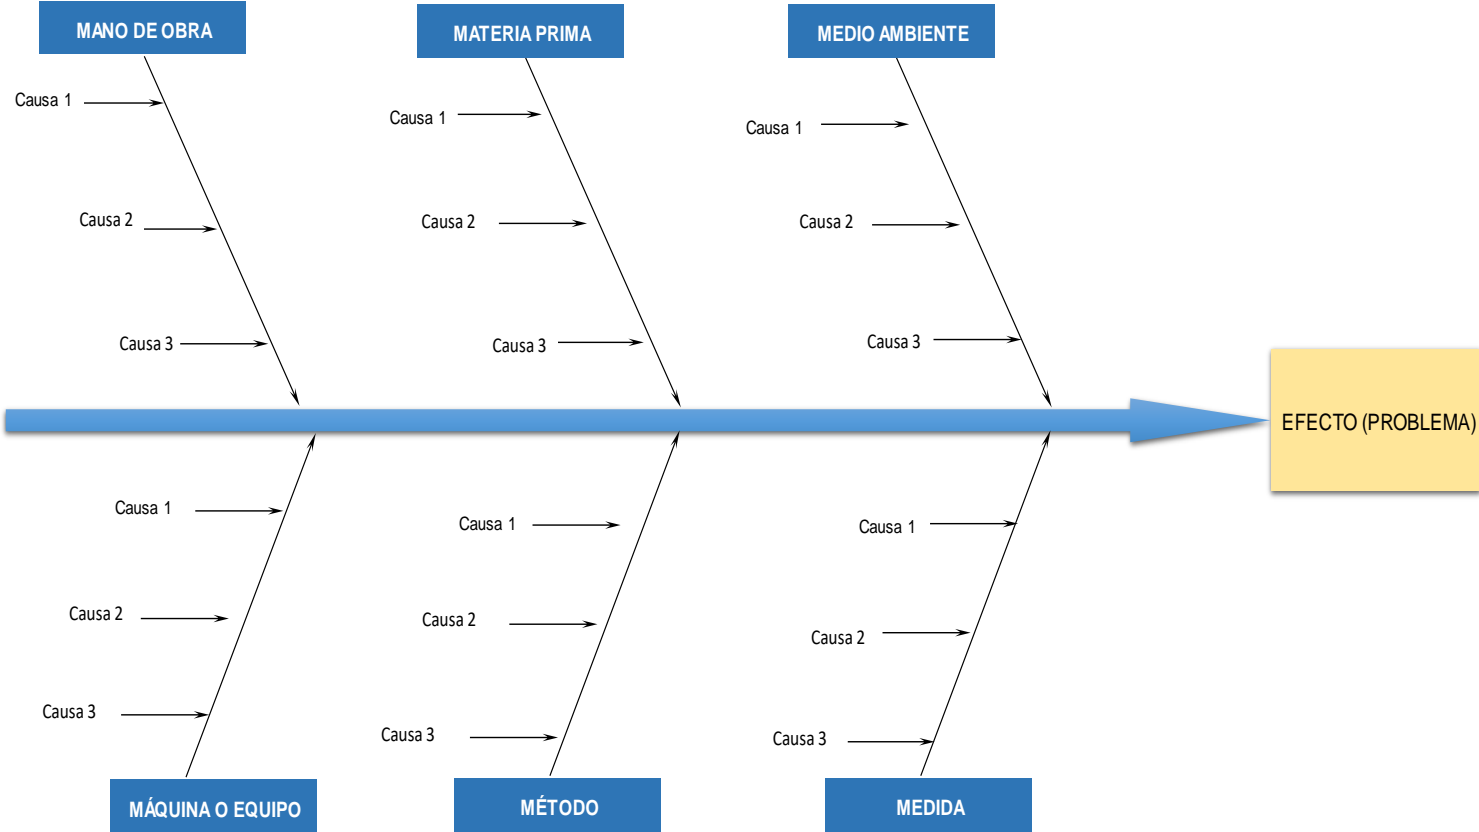 MANO DE OBRA
MATERIA PRIMA
MEDIO AMBIENTE
Causa 1
Causa 1
Causa 1
Causa 2
Causa 2
Causa 2
Causa 3
Causa 3
Causa 3
EFECTO (PROBLEMA)
Causa 1
Causa 1
Causa 1
Causa 2
Causa 2
Causa 2
Causa 3
Causa 3
Causa 3
MÁQUINA O EQUIPO
MÉTODO
MEDIDA